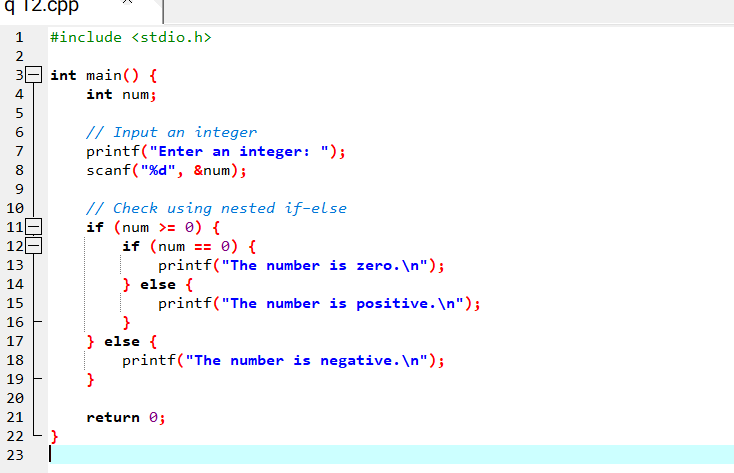 q 12.cpp
1 #include <stdio.h>
2
3 int main() {
4     int num;
5
6     // Input an integer
7     printf("Enter an integer: ");
8     scanf("%d", &num);
9
10     // Check using nested if-else
11     if (num >= 0) {
12         if (num == 0) {
13             printf("The number is zero.\n");
14         } else {
15             printf("The number is positive.\n");
16         }
17     } else {
18         printf("The number is negative.\n");
19     }
20
21     return 0;
22 }
23